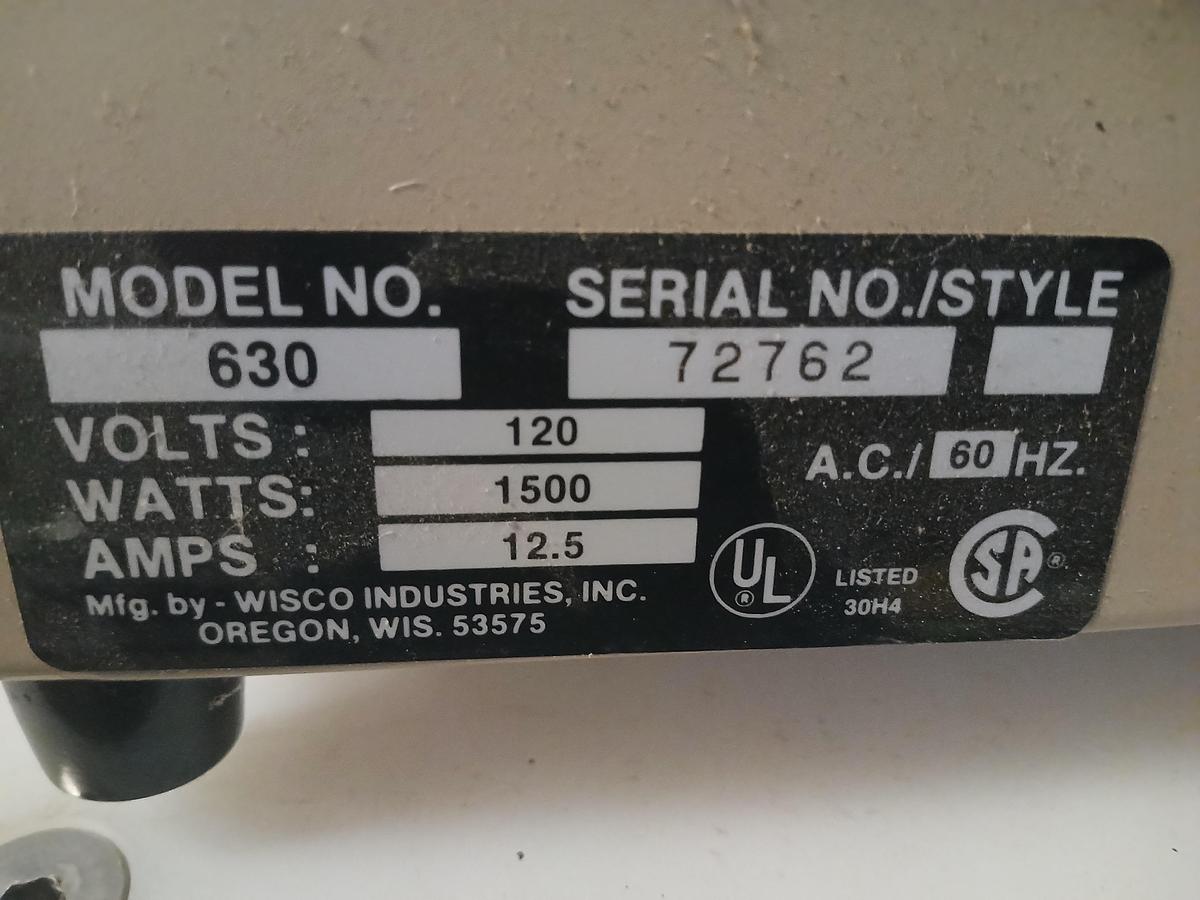 MODEL NO. SERIAL NO./STYLE
630 72762
VOLTS : 120
A.C./ 60 HZ.
WATTS: 1500
AMPS : 12.5
UL ® LISTED SA ®
30H4
Mfg. by - WISCO INDUSTRIES, INC.
OREGON, WIS. 53575